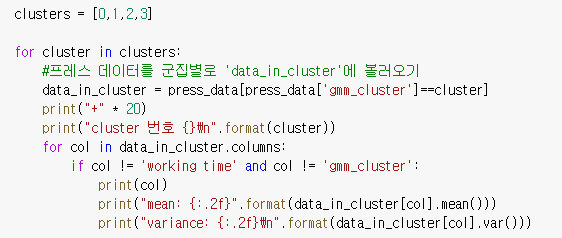 clusters = [0,1,2,3]
for cluster in clusters:
#프레스 데이터를 군집별로 'data_in_cluster'에 볼러오기
data_in_cluster = press_data[press_data['gmm_cluster']==cluster]
print("+" * 20)
print("cluster 번호 {}₩n".format(cluster))
for col in data_in_cluster.columns:
if col != 'working time' and col != 'gmm_cluster':
print(col)
print("mean: {:.2f}".format(data_in_cluster[col].mean()))
print("variance: {:.2f}₩n".format(data_in_cluster[col].var()))